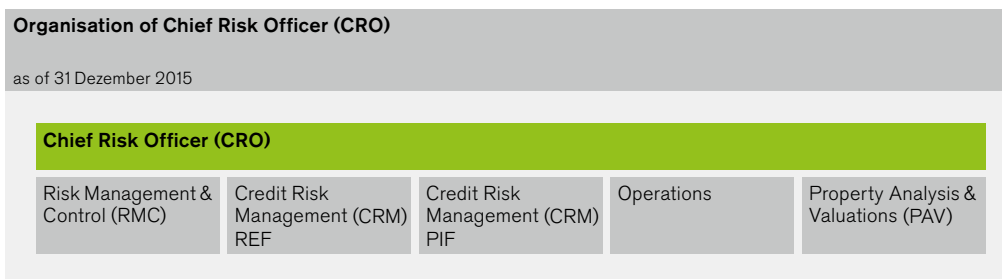 Organisation of Chief Risk Officer (CRO)
as of 31 Dezember 2015
Chief Risk Officer (CRO)
Risk Management &
Control (RMC)
Credit Risk
Management (CRM)
REF
Credit Risk
Management (CRM)
PIF
Operations
Property Analysis &
Valuations (PAV)